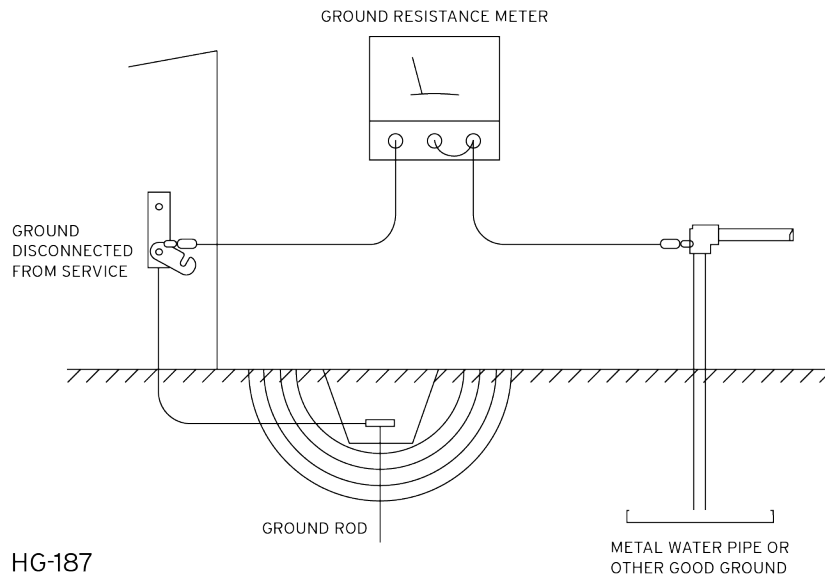 GROUND RESISTANCE METER
GROUND
DISCONNECTED
FROM SERVICE
GROUND ROD
METAL WATER PIPE OR
OTHER GOOD GROUND
HG-187